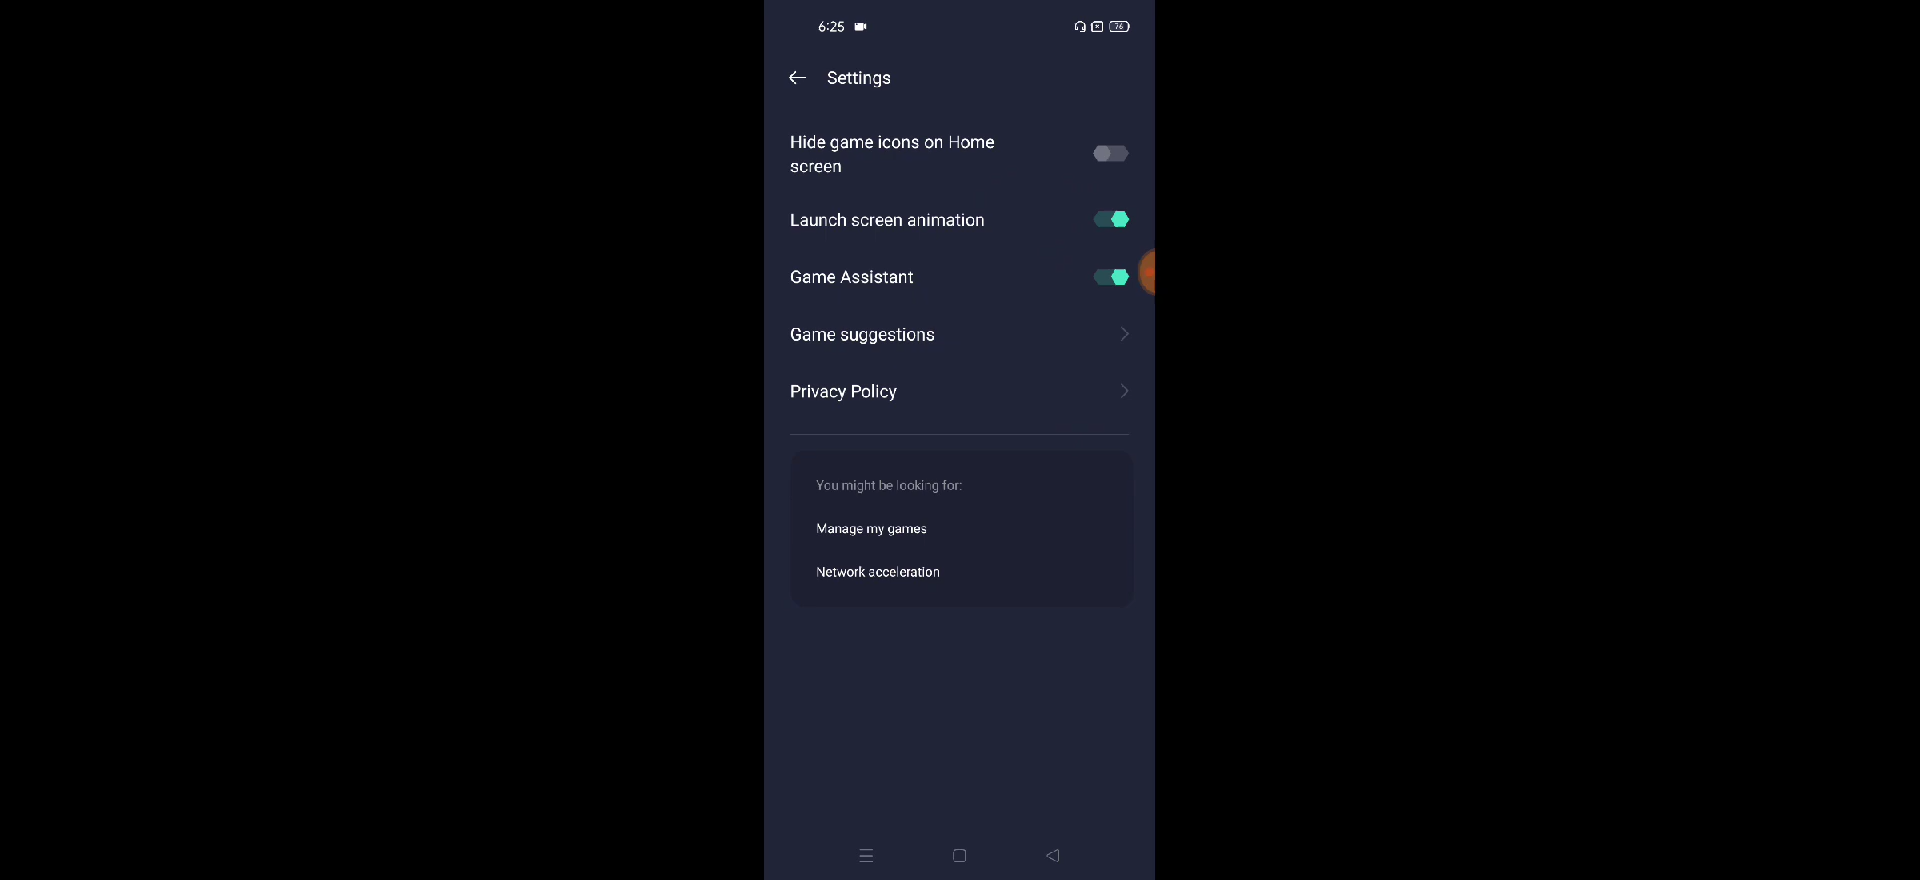 6:25
76
Settings
Hide game icons on Home
screen
Launch screen animation
Game Assistant
Game suggestions
Privacy Policy
You might be looking for:
Manage my games
Network acceleration